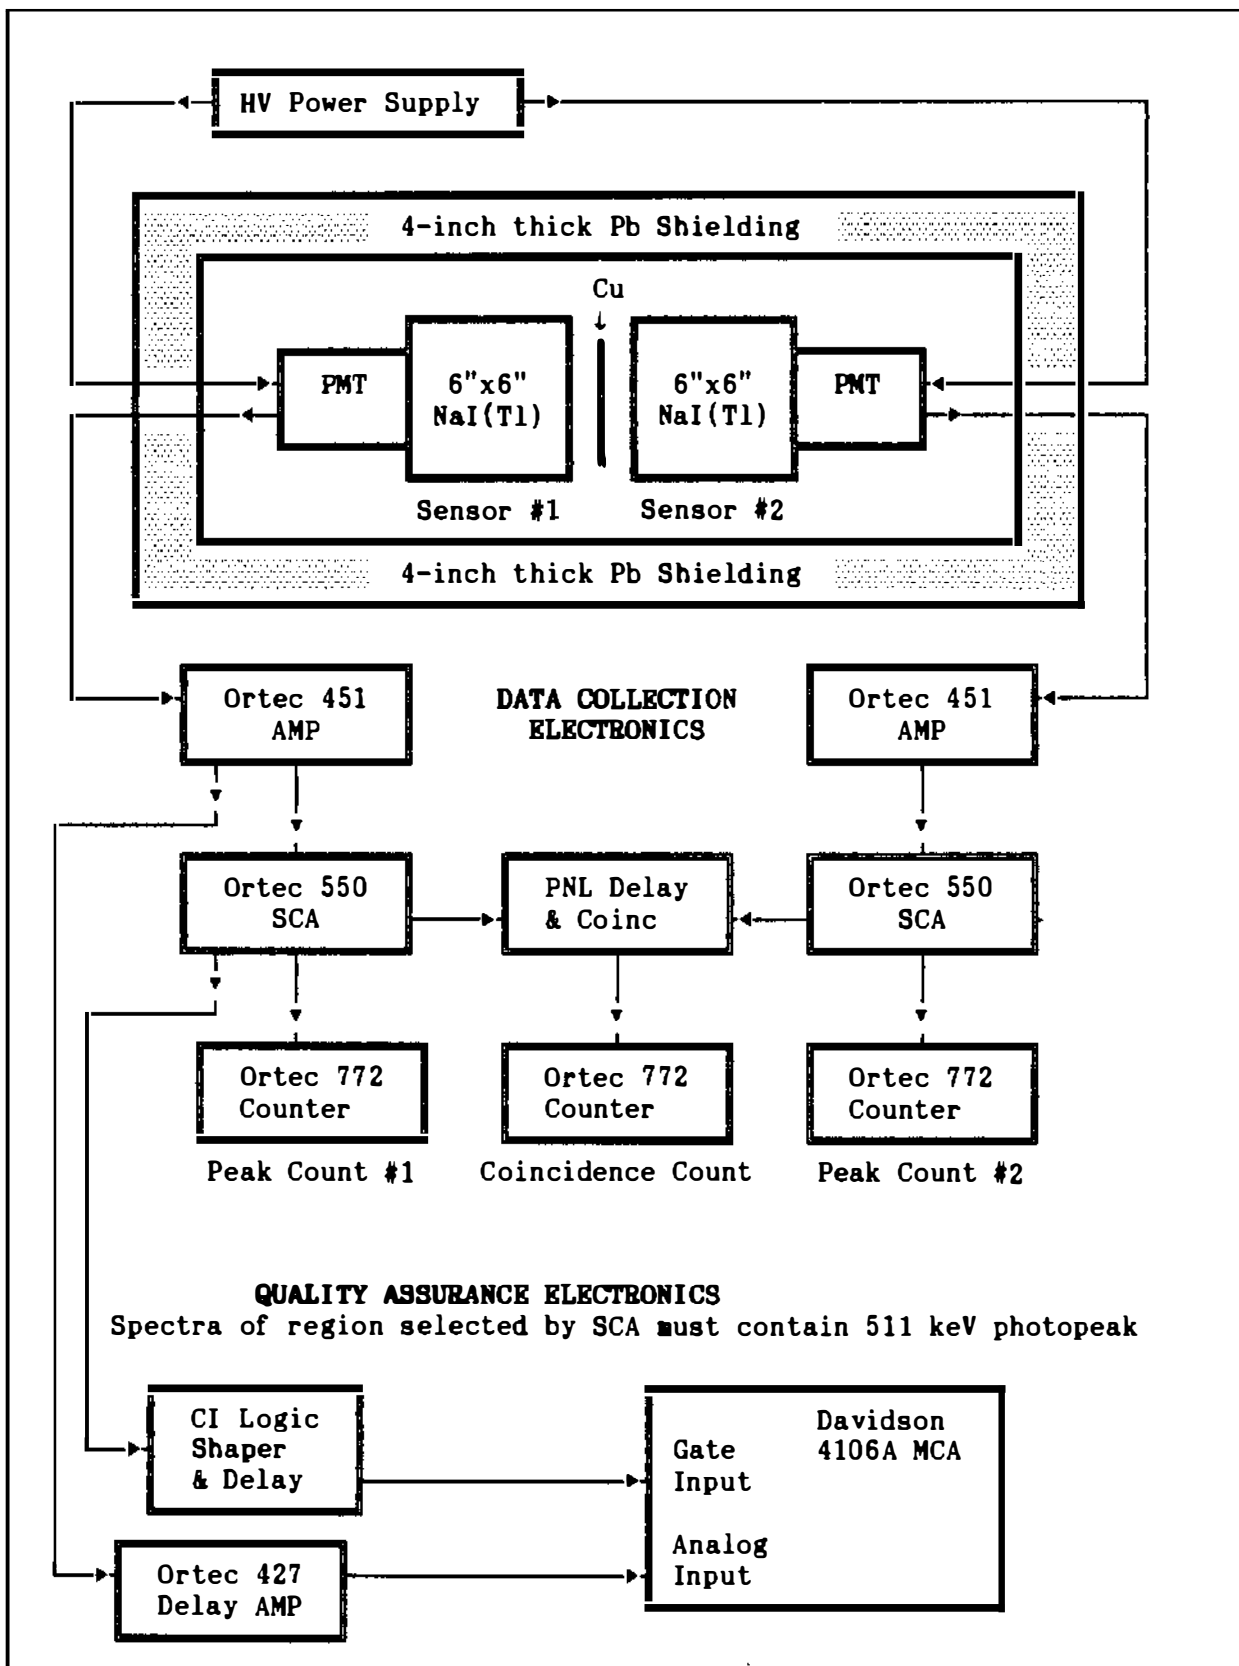 HV Power Supply
4-inch thick Pb Shielding
Cu
PMT
6"x6"
NaI(Tl)
6"x6"
NaI(Tl)
PMT
Sensor #1
Sensor #2
4-inch thick Pb Shielding
Ortec 451
AMP
DATA COLLECTION
ELECTRONICS
Ortec 451
AMP
Ortec 550
SCA
PNL Delay
& Coinc
Ortec 550
SCA
Ortec 772
Counter
Ortec 772
Counter
Ortec 772
Counter
Peak Count #1
Coincidence Count
Peak Count #2
QUALITY ASSURANCE ELECTRONICS
Spectra of region selected by SCA must contain 511 keV photopeak
CI Logic
Shaper
& Delay
Davidson
4106A MCA
Gate
Input
Analog
Input
Ortec 427
Delay AMP